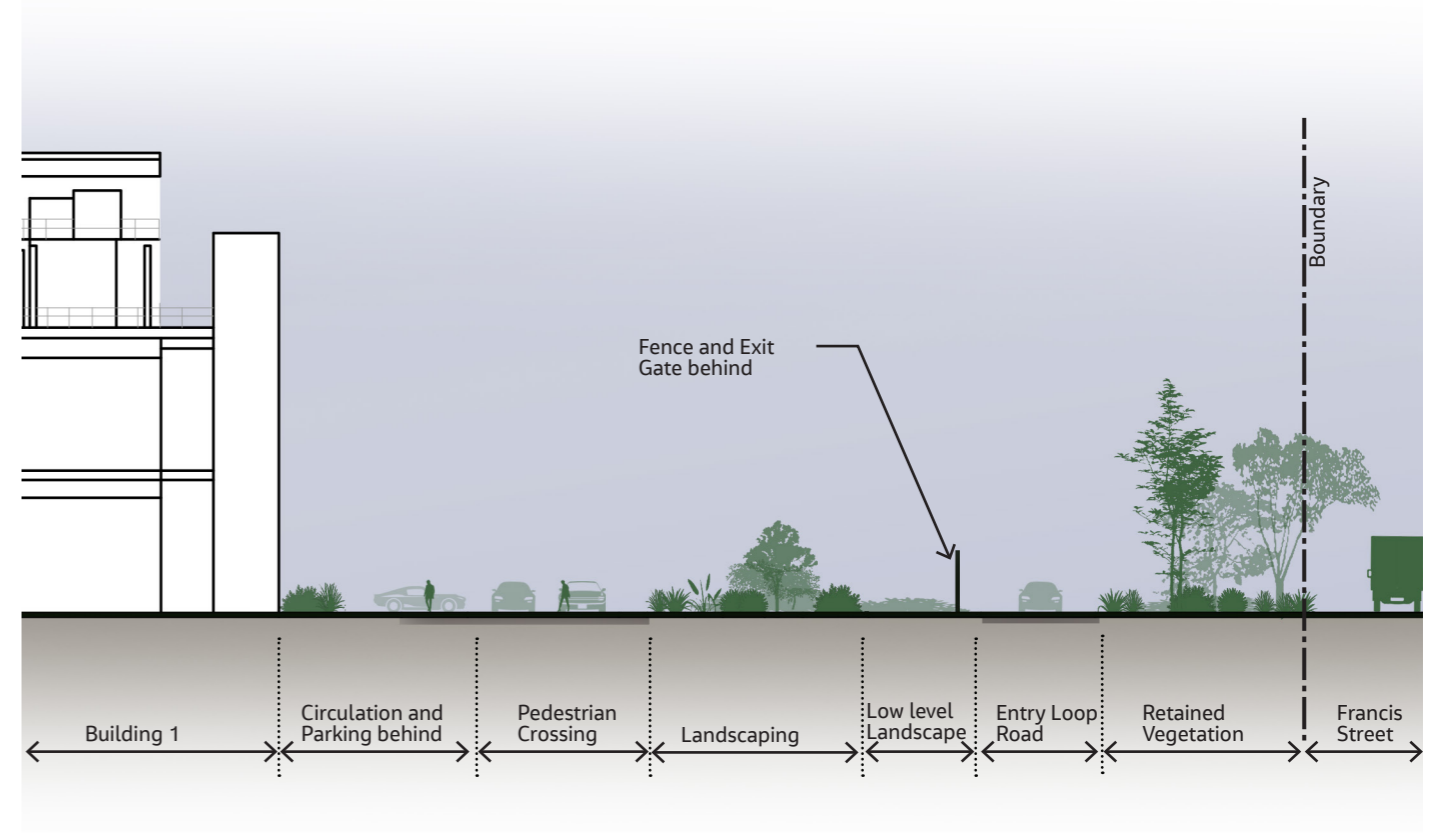 Boundary
Fence and Exit
Gate behind
Building 1
Circulation and
Parking behind
Pedestrian
Crossing
Landscaping
Low level
Landscape
Entry Loop
Road
Retained
Vegetation
Francis
Street